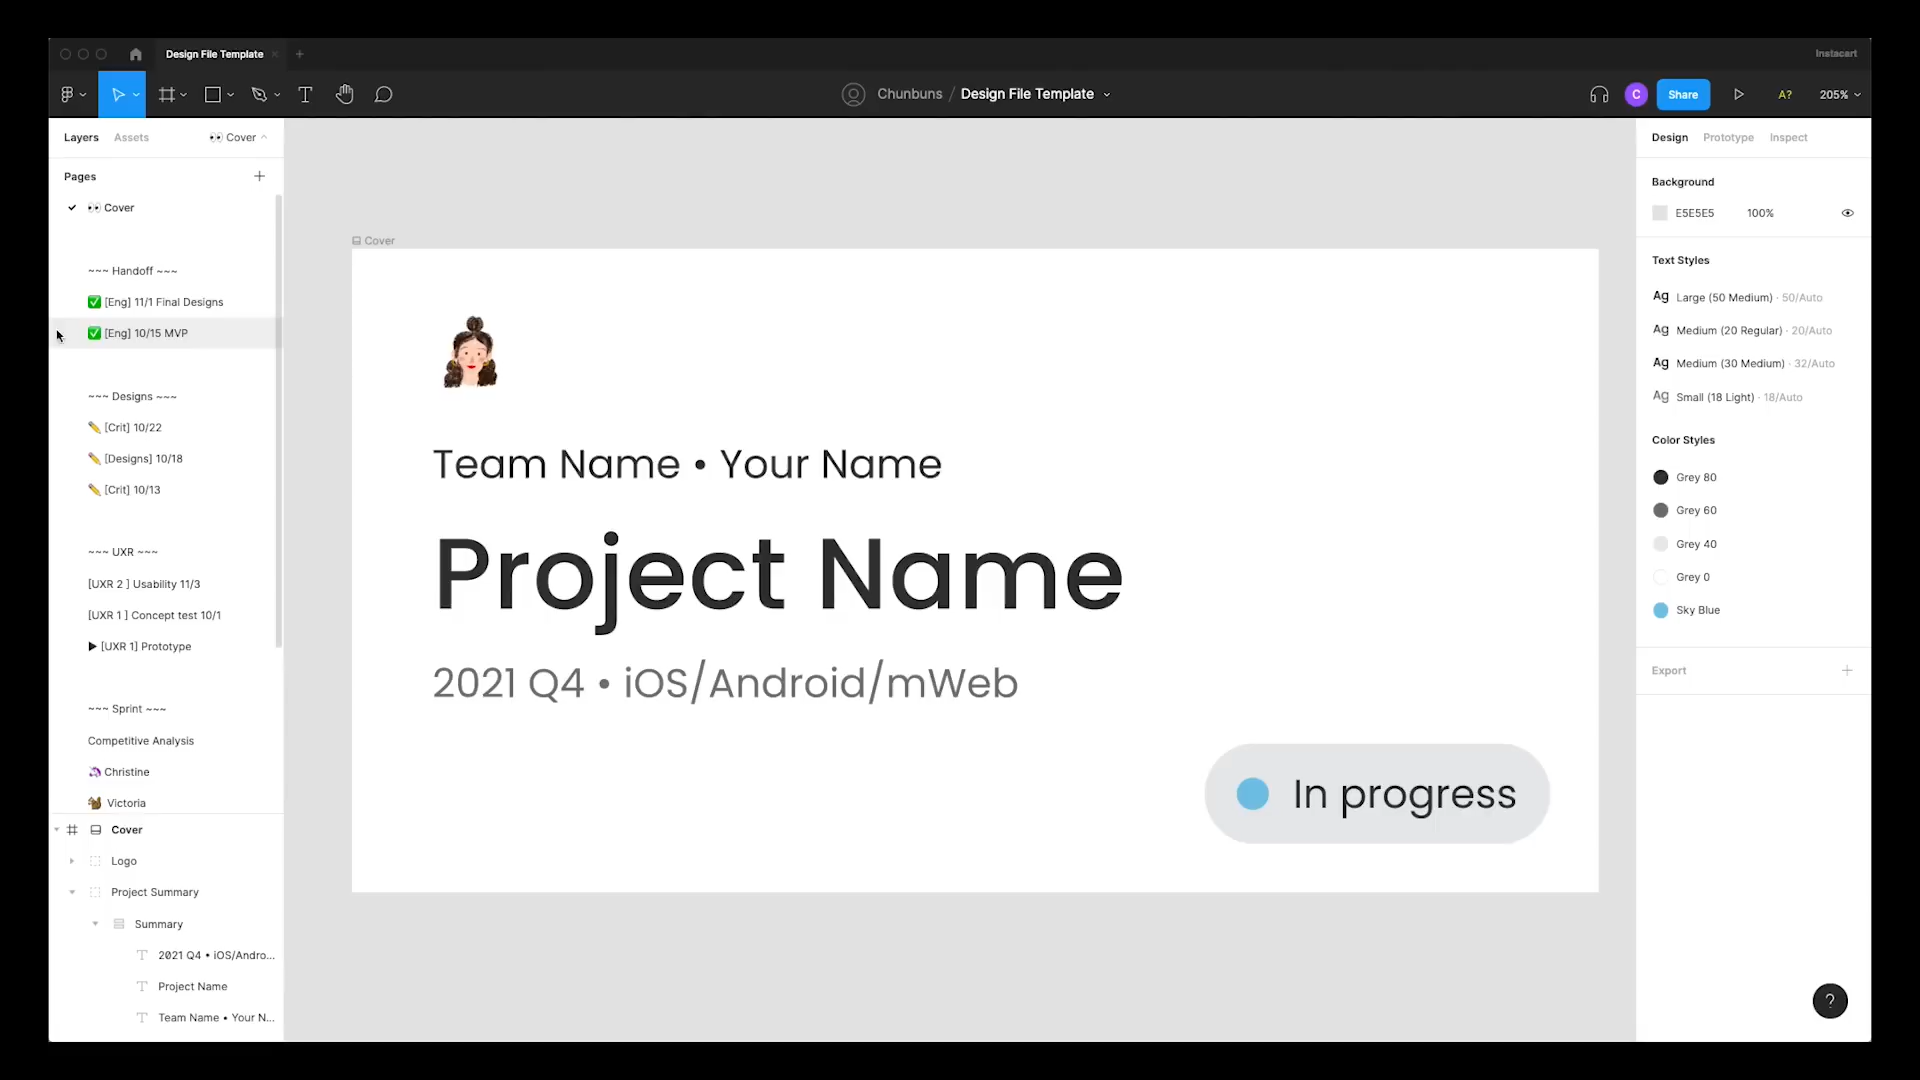 Design File Template
Instacart
Chunbuns / Design File Template
C
Share
A?
205%
Layers
Assets
👀 Cover
Pages
👀 Cover
~~~ Handoff ~~~
✅ [Eng] 11/1 Final Designs
✅ [Eng] 10/15 MVP
~~~ Designs ~~~
✏️ [Crit] 10/22
✏️ [Designs] 10/18
✏️ [Crit] 10/13
~~~ UXR ~~~
[UXR 2 ] Usability 11/3
[UXR 1 ] Concept test 10/1
▶ [UXR 1] Prototype
~~~ Sprint ~~~
Competitive Analysis
🦄 Christine
🐿 Victoria
Cover
Logo
Project Summary
Summary
2021 Q4 • iOS/Andro...
Project Name
Team Name • Your N...
Cover
Team Name • Your Name
Project Name
2021 Q4 • iOS/Android/mWeb
In progress
Design
Prototype
Inspect
Background
E5E5E5
100%
Text Styles
Ag Large (50 Medium) · 50/Auto
Ag Medium (20 Regular) · 20/Auto
Ag Medium (30 Medium) · 32/Auto
Ag Small (18 Light) · 18/Auto
Color Styles
Grey 80
Grey 60
Grey 40
Grey 0
Sky Blue
Export
?